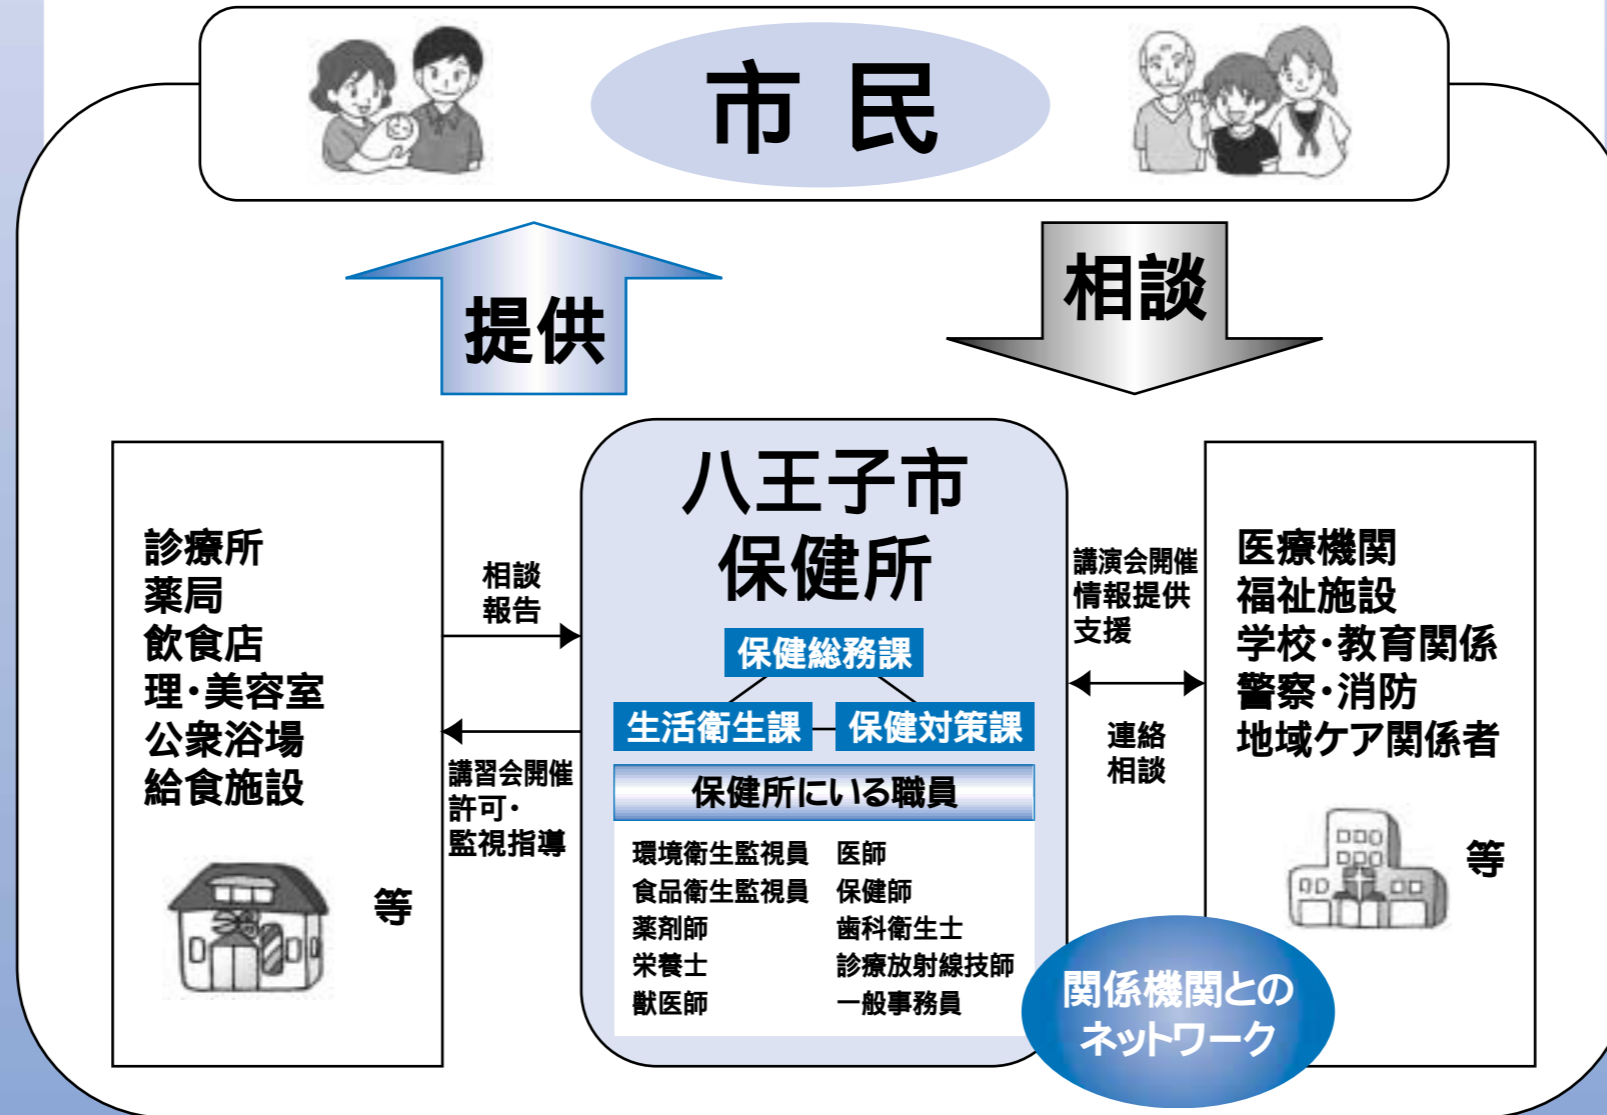 市民
提供
相談
診療所
薬局
飲食店
理・美容室
公衆浴場
給食施設
等
相談
報告
講習会開催
許可・
監視指導
八王子市
保健所
保健総務課
生活衛生課
保健対策課
保健所にいる職員
環境衛生監視員
食品衛生監視員
薬剤師
栄養士
獣医師
医師
保健師
歯科衛生士
診療放射線技師
一般事務員
講演会開催
情報提供
支援
連絡
相談
医療機関
福祉施設
学校・教育関係
警察・消防
地域ケア関係者
等
関係機関との
ネットワーク